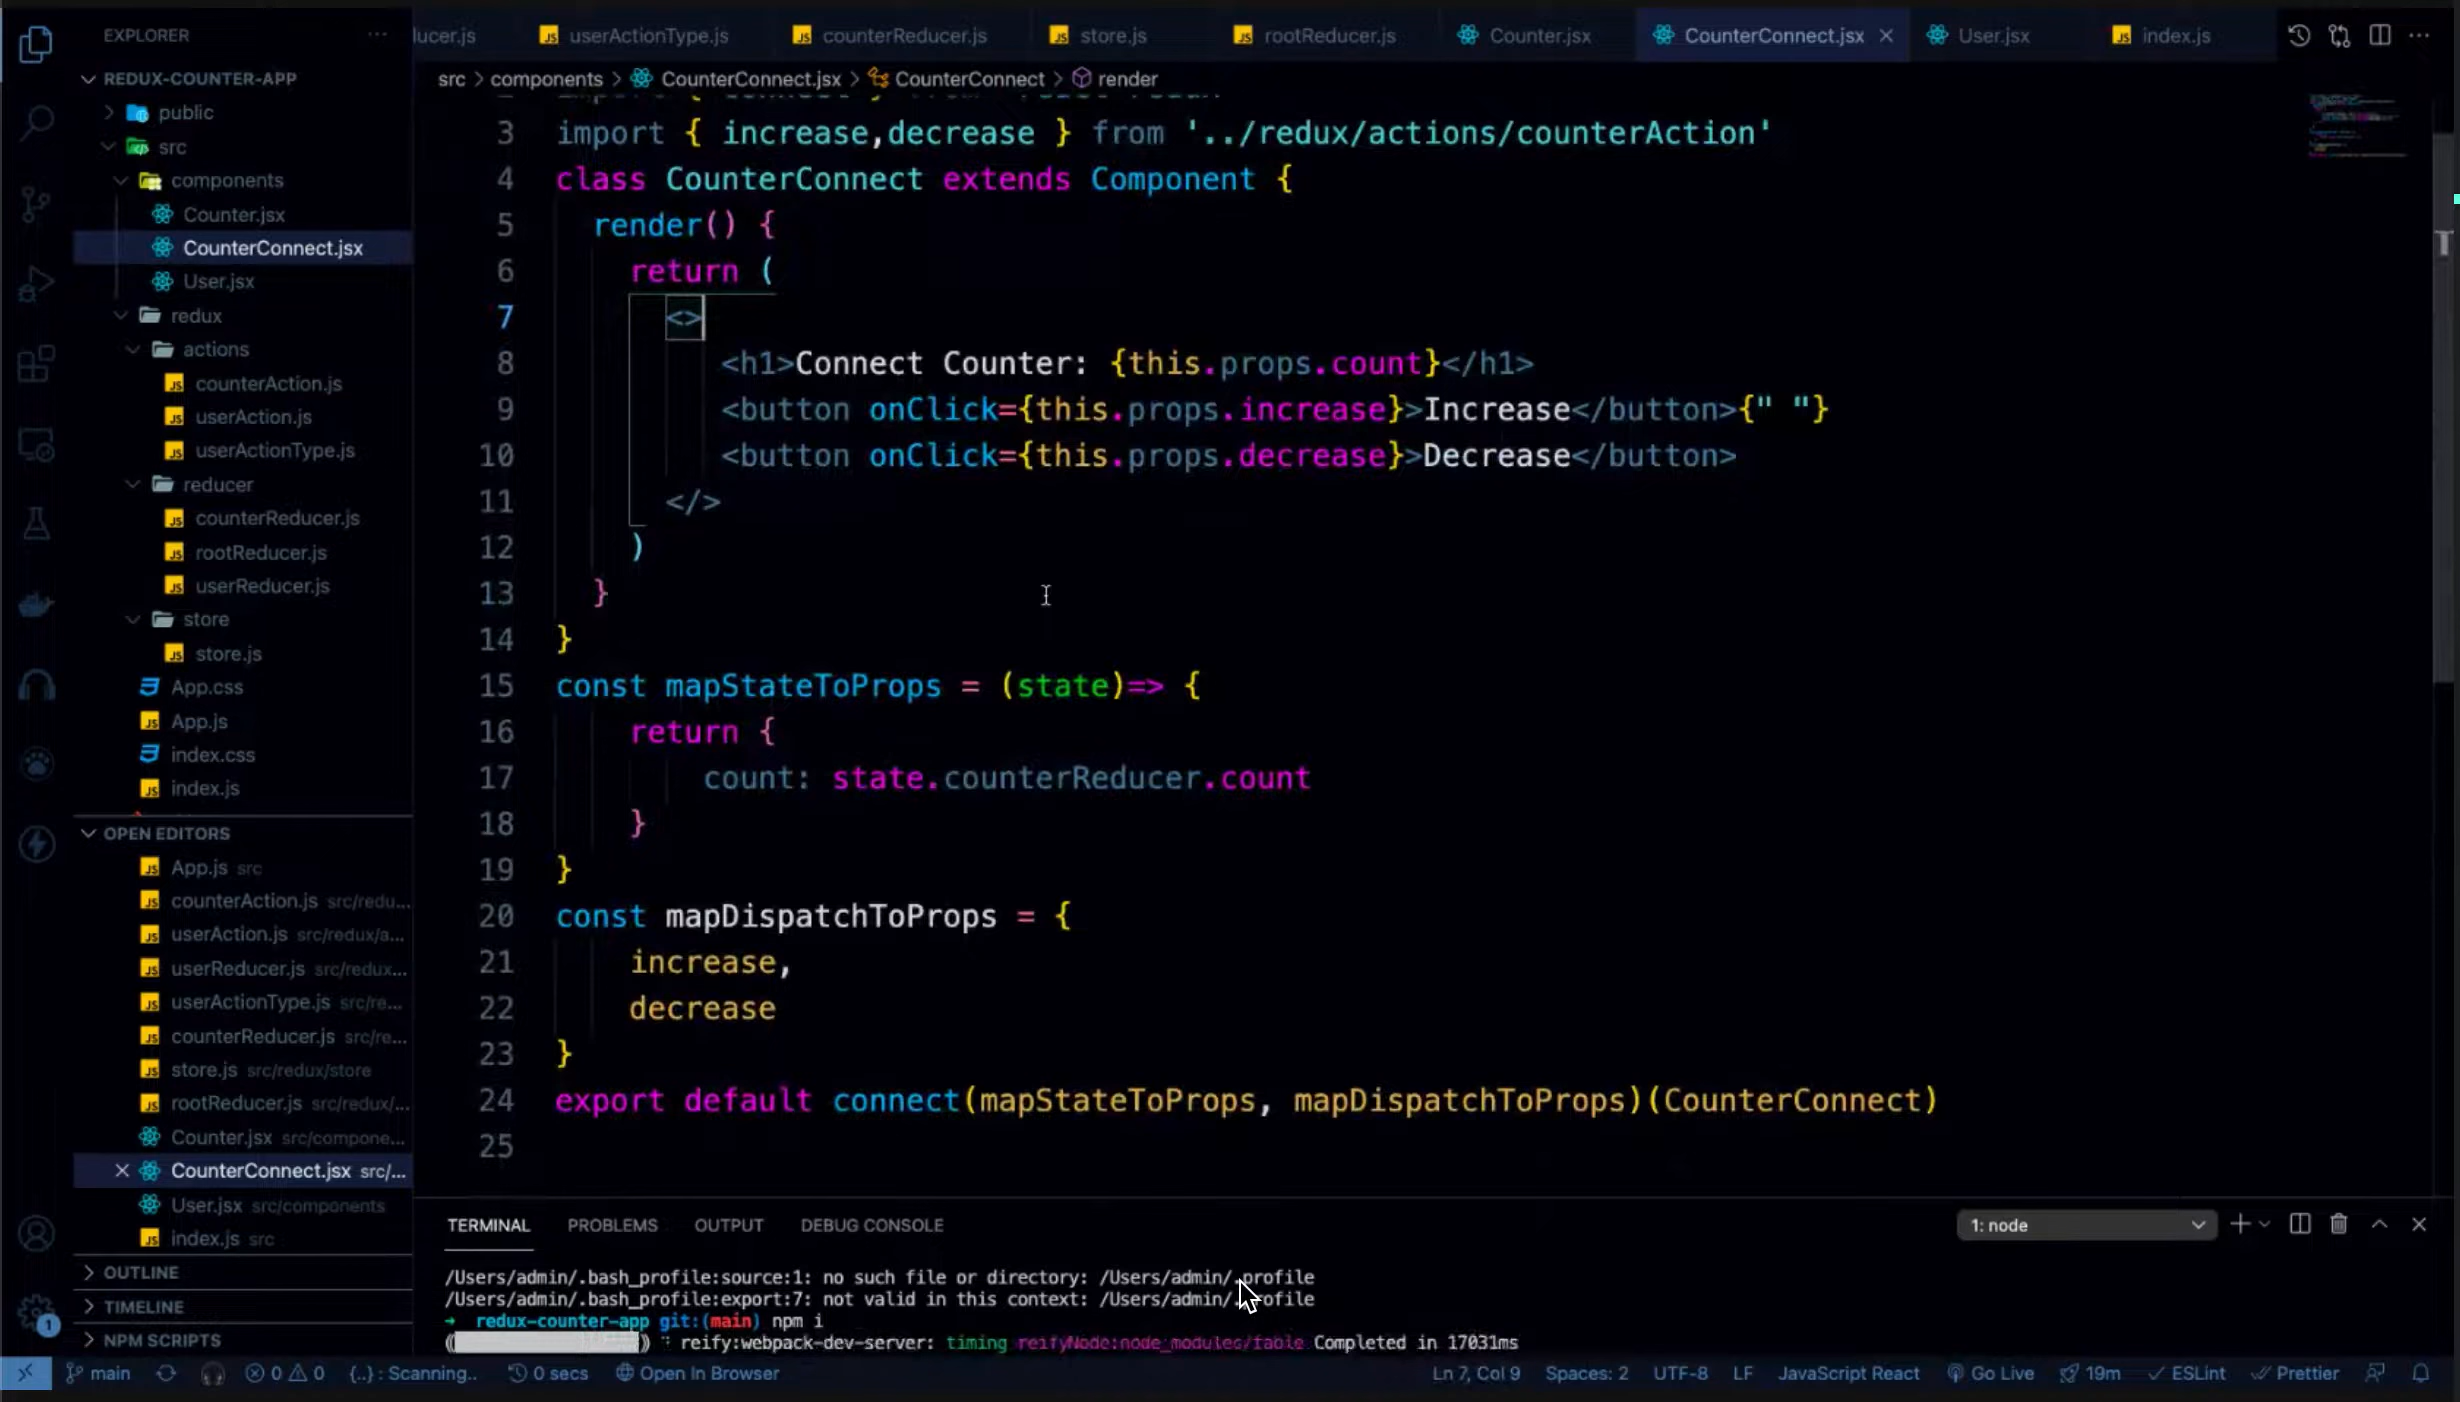 EXPLORER
REDUX-COUNTER-APP
public
src
components
Counter.jsx
CounterConnect.jsx
User.jsx
redux
actions
counterAction.js
userAction.js
userActionType.js
reducer
counterReducer.js
rootReducer.js
userReducer.js
store
store.js
App.css
App.js
index.css
index.js
OPEN EDITORS
App.js src
counterAction.js src/redu...
userAction.js src/redux/a...
userReducer.js src/redux...
userActionType.js src/re...
counterReducer.js src/re...
store.js src/redux/store
rootReducer.js src/redux/...
Counter.jsx src/compone...
CounterConnect.jsx src/...
User.jsx src/components
index.js src
OUTLINE
TIMELINE
NPM SCRIPTS
ucer.js userActionType.js counterReducer.js store.js rootReducer.js Counter.jsx CounterConnect.jsx User.jsx index.js
src > components > CounterConnect.jsx > CounterConnect > render
3 import { increase,decrease } from '../redux/actions/counterAction'
4 class CounterConnect extends Component {
5 render() {
6 return (
7 <>
8 <h1>Connect Counter: {this.props.count}</h1>
9 <button onClick={this.props.increase}>Increase</button>{" "}
10 <button onClick={this.props.decrease}>Decrease</button>
11 </>
12 )
13 }
14 }
15 const mapStateToProps = (state)=> {
16 return {
17 count: state.counterReducer.count
18 }
19 }
20 const mapDispatchToProps = {
21 increase,
22 decrease
23 }
24 export default connect(mapStateToProps, mapDispatchToProps)(CounterConnect)
25
TERMINAL PROBLEMS OUTPUT DEBUG CONSOLE 1: node
/Users/admin/.bash_profile:source:1: no such file or directory: /Users/admin/.profile
/Users/admin/.bash_profile:export:7: not valid in this context: /Users/admin/.profile
→ redux-counter-app git:(main) npm i
reify:webpack-dev-server: timing reifyNode:node_modules/fable Completed in 17031ms
main 0 0 {..} : Scanning.. 0 secs Open In Browser Ln 7, Col 9 Spaces: 2 UTF-8 LF JavaScript React Go Live 19m ESLint Prettier
1